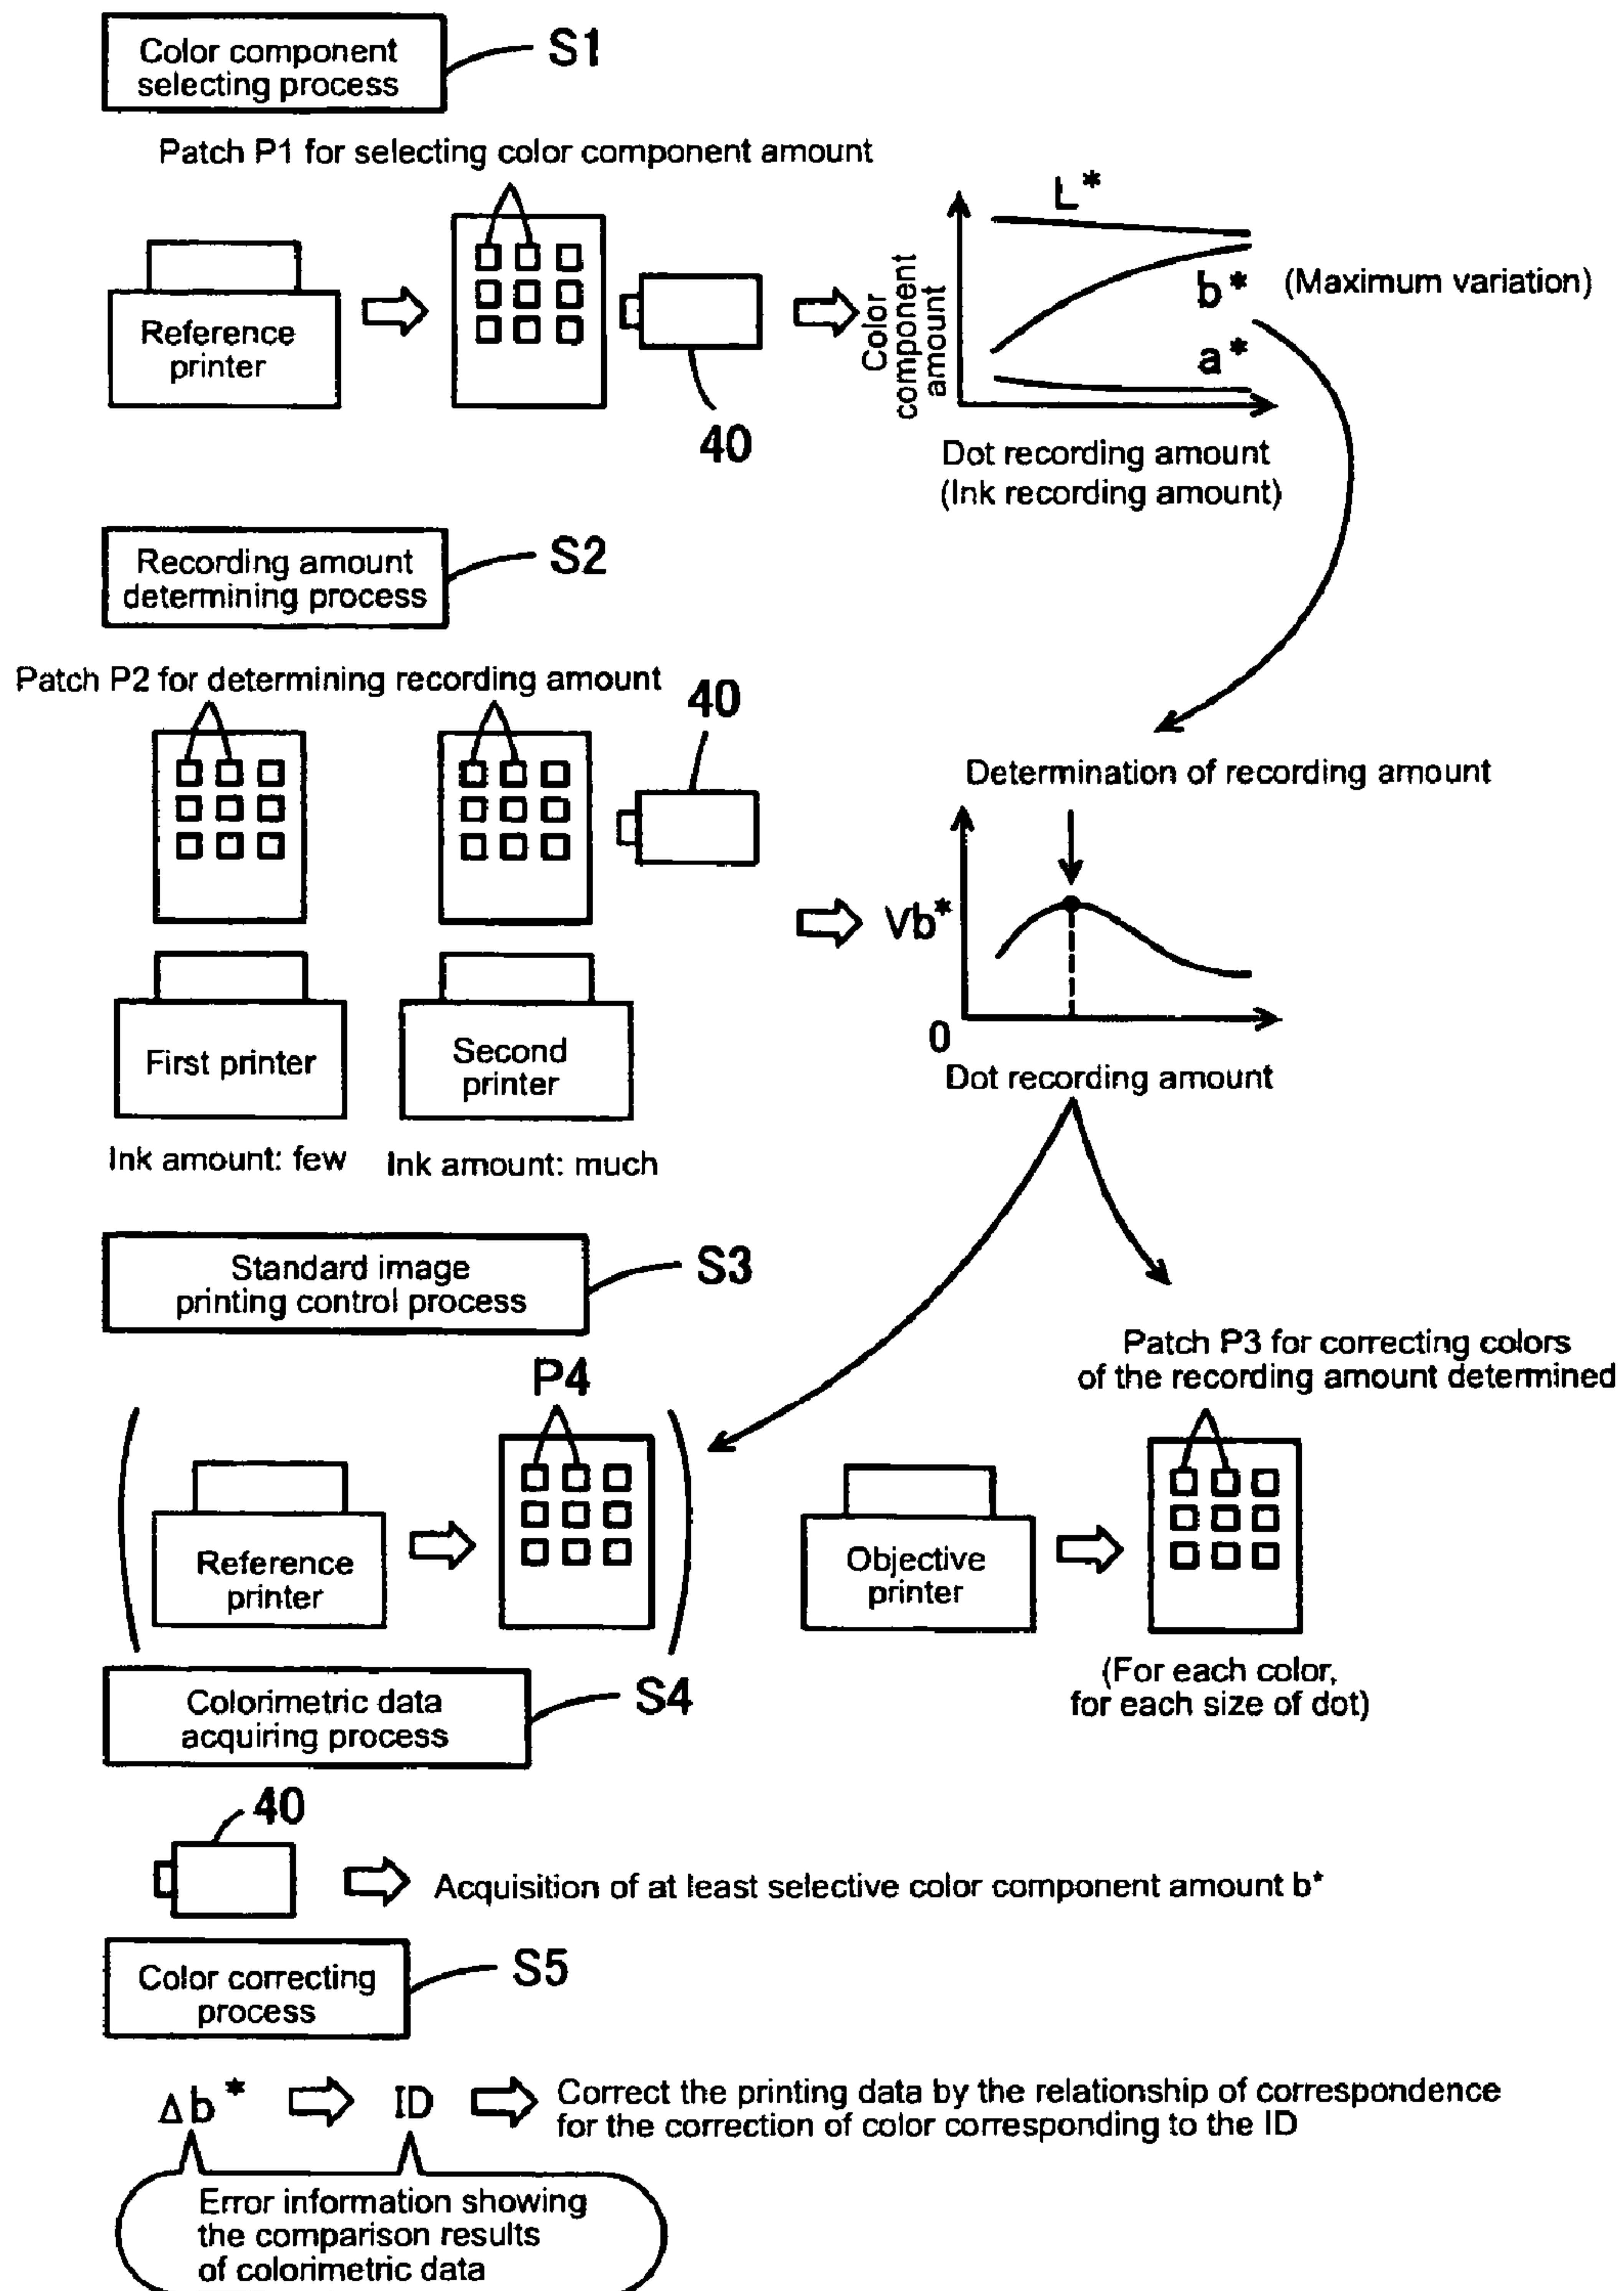 Color component
selecting process
S1
Patch P1 for selecting color component amount
Reference
printer
40
Color
component
amount
L*
b* (Maximum variation)
a*
Dot recording amount
(Ink recording amount)
Recording amount
determining process
S2
Patch P2 for determining recording amount
40
First printer
Second
printer
Ink amount: few
Ink amount: much
Determination of recording amount
Vb*
0
Dot recording amount
Standard image
printing control process
S3
P4
Reference
printer
Patch P3 for correcting colors
of the recording amount determined
Objective
printer
(For each color,
for each size of dot)
Colorimetric data
acquiring process
S4
40
Acquisition of at least selective color component amount b*
Color correcting
process
S5
Δb*
ID
Correct the printing data by the relationship of correspondence
for the correction of color corresponding to the ID
Error information showing
the comparison results
of colorimetric data